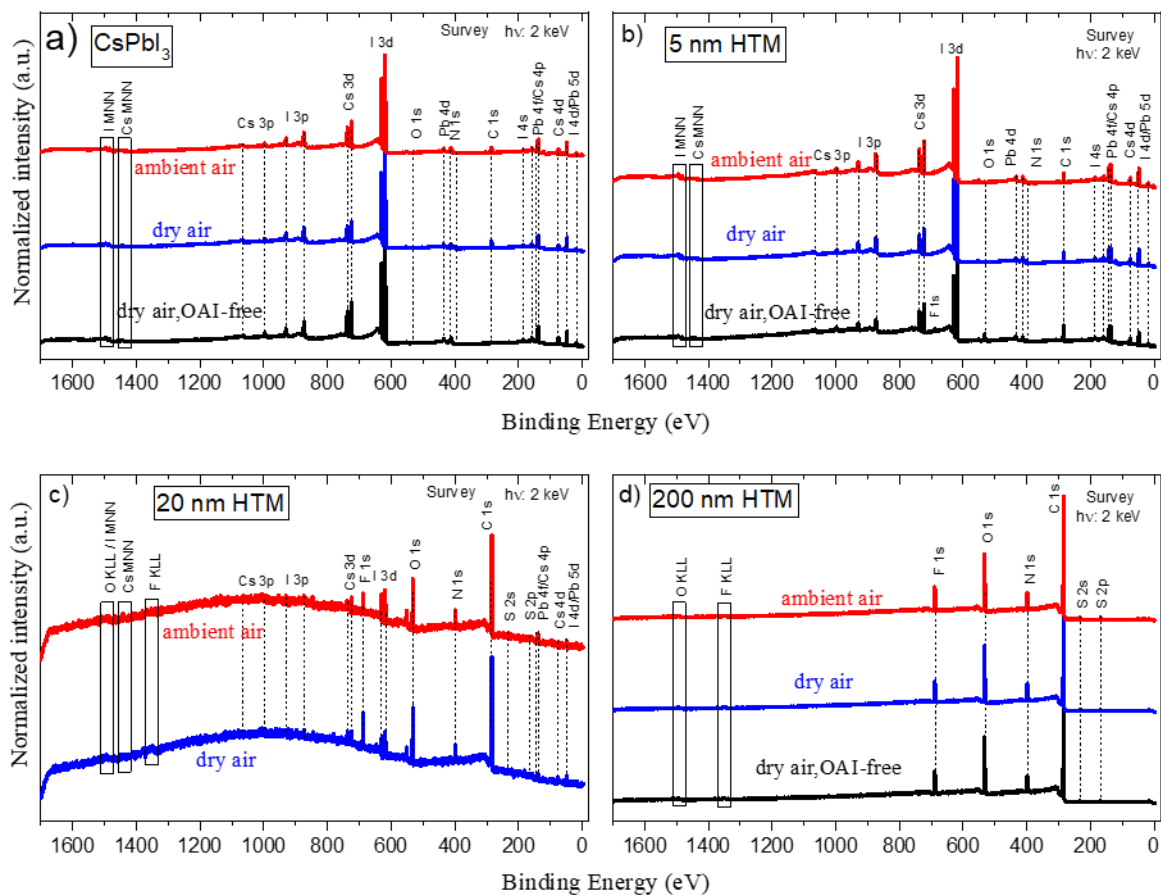 a)
CsPbI3
Survey hν: 2 keV
I 3d
I MNN
Cs MNN
Cs 3p
I 3p
Cs 3d
O 1s
Pb 4d
N 1s
C 1s
I 4s
Pb 4f/Cs 4p
Cs 4d
I 4d/Pb 5d
ambient air
dry air
dry air,OAI-free
1600 1400 1200 1000 800 600 400 200 0
Binding Energy (eV)
Normalized intensity (a.u.)
b)
5 nm HTM
Survey
hν: 2 keV
I 3d
I MNN
Cs MNN
Cs 3p
I 3p
Cs 3d
F 1s
O 1s
Pb 4d
N 1s
C 1s
I 4s
Pb 4f/Cs 4p
Cs 4d
I 4d/Pb 5d
ambient air
dry air
dry air,OAI-free
1600 1400 1200 1000 800 600 400 200 0
Binding Energy (eV)
c)
20 nm HTM
Survey
hν: 2 keV
O KLL / I MNN
Cs MNN
F KLL
Cs 3p
I 3p
Cs 3d
F 1s
I 3d
O 1s
N 1s
C 1s
S 2s
S 2p
Pb 4f/Cs 4p
Cs4d
I 4d/Pb 5d
ambient air
dry air
1600 1400 1200 1000 800 600 400 200 0
Binding Energy (eV)
Normalized intensity (a.u.)
d)
200 nm HTM
Survey
hν: 2 keV
O KLL
F KLL
F 1s
O 1s
N 1s
C 1s
S 2s
S 2p
ambient air
dry air
dry air,OAI-free
1600 1400 1200 1000 800 600 400 200 0
Binding Energy (eV)